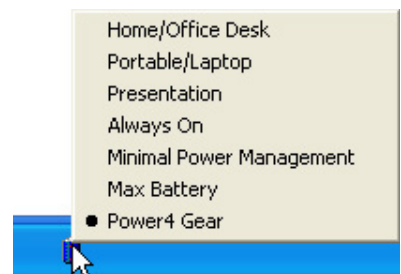 Home/Office Desk
Portable/Laptop
Presentation
Always On
Minimal Power Management
Max Battery
Power4 Gear